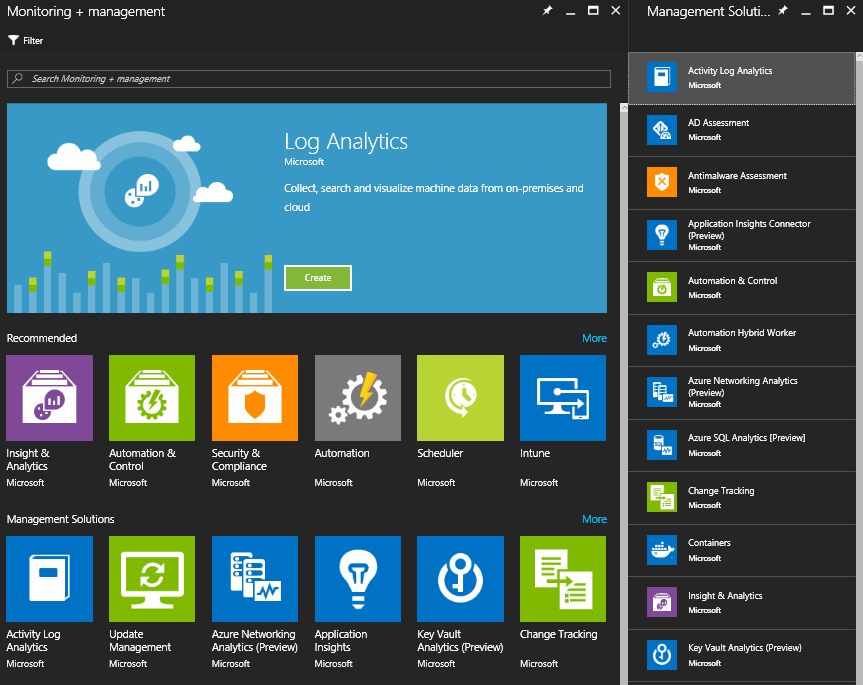 Monitoring + management
Filter
Search Monitoring + management
Log Analytics
Microsoft
Collect, search and visualize machine data from on-premises and
cloud
Create
Recommended
More
Insight &
Analytics
Microsoft
Automation &
Control
Microsoft
Security &
Compliance
Microsoft
Automation
Microsoft
Scheduler
Microsoft
Intune
Microsoft
Management Solutions
More
Activity Log
Analytics
Microsoft
Update
Management
Microsoft
Azure Networking
Analytics (Preview)
Microsoft
Application
Insights
Microsoft
Key Vault
Analytics (Preview)
Microsoft
Change Tracking
Microsoft
Management Soluti...
Activity Log Analytics
Microsoft
AD Assessment
Microsoft
Antimalware Assessment
Microsoft
Application Insights Connector
(Preview)
Microsoft
Automation & Control
Microsoft
Automation Hybrid Worker
Microsoft
Azure Networking Analytics
(Preview)
Microsoft
SQL
Azure SQL Analytics [Preview]
Microsoft
Change Tracking
Microsoft
Containers
Microsoft
Insight & Analytics
Microsoft
Key Vault Analytics (Preview)
Microsoft